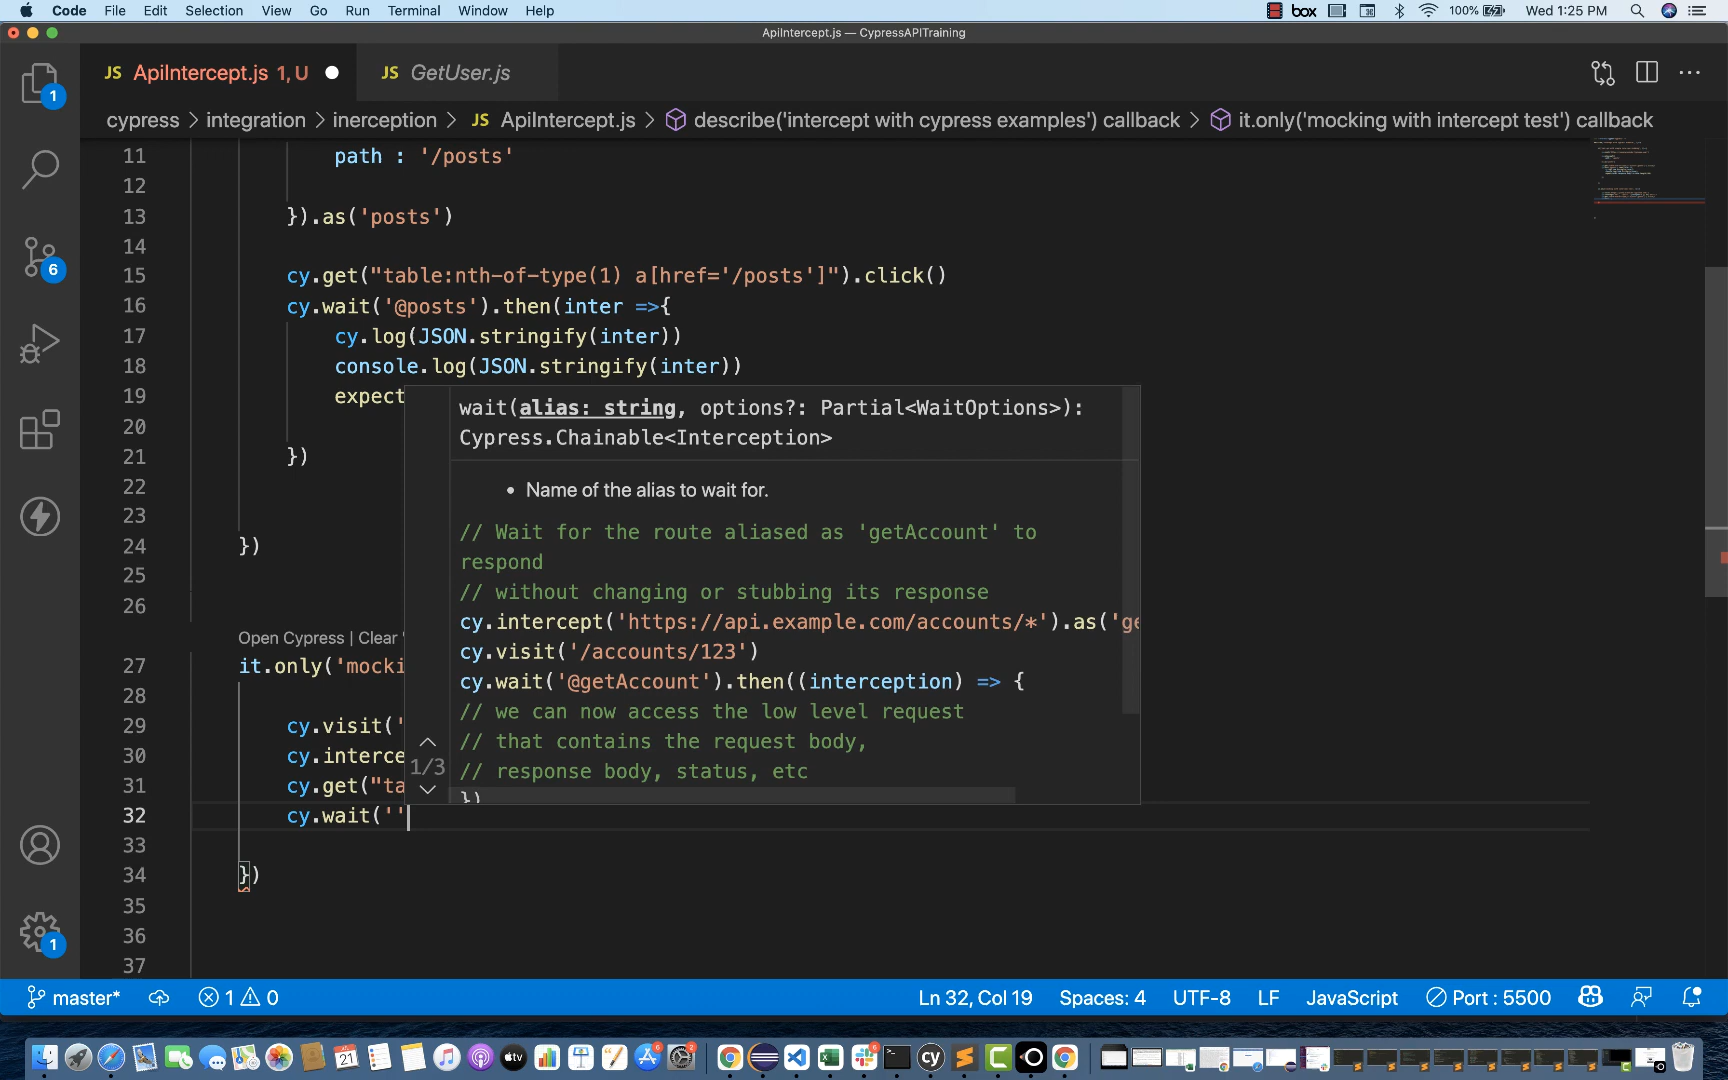 Code File Edit Selection View Go Run Terminal Window Help box 100% Wed 1:25 PM
ApiIntercept.js — CypressAPITraining
JS ApiIntercept.js 1, U JS GetUser.js
cypress > integration > inerception > JS ApiIntercept.js > describe('intercept with cypress examples') callback > it.only('mocking with intercept test') callback
11 path : '/posts'
12
13 }).as('posts')
14
15 cy.get("table:nth-of-type(1) a[href='/posts']").click()
16 cy.wait('@posts').then(inter =>{
17 cy.log(JSON.stringify(inter))
18 console.log(JSON.stringify(inter))
19 expect
wait(alias: string, options?: Partial<WaitOptions>):
20
Cypress.Chainable<Interception>
21 })
22
• Name of the alias to wait for.
23
// Wait for the route aliased as 'getAccount' to
24 })
respond
25
// without changing or stubbing its response
26
cy.intercept('https://api.example.com/accounts/*').as('ge
Open Cypress | Clear
cy.visit('/accounts/123')
27 it.only('mocki
cy.wait('@getAccount').then((interception) => {
28
// we can now access the low level request
29 cy.visit('
// that contains the request body,
30 cy.interce
1/3
// response body, status, etc
31 cy.get("ta
})
32 cy.wait(''
33
34 })
35
36
37
1
6
1
master* 1 0 Ln 32, Col 19 Spaces: 4 UTF-8 LF JavaScript Port : 5500